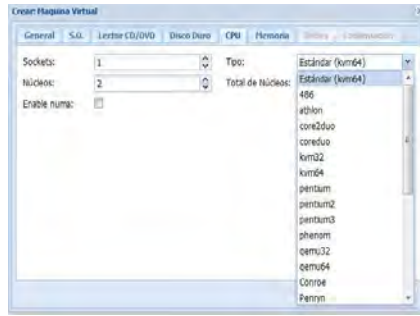 Crear: Maquina Virtual
General S.O. Lector CD/DVD Disco Duro CPU Memoria
Sockets: 1 Tipo: Estándar (kvm64)
Núcleos: 2 Total de Núcleos: Estándar (kvm64)
Enable numa:
486
athlon
core2duo
coreduo
kvm32
kvm64
pentium
pentium2
pentium3
phenom
qemu32
qemu64
Conroe
Penryn